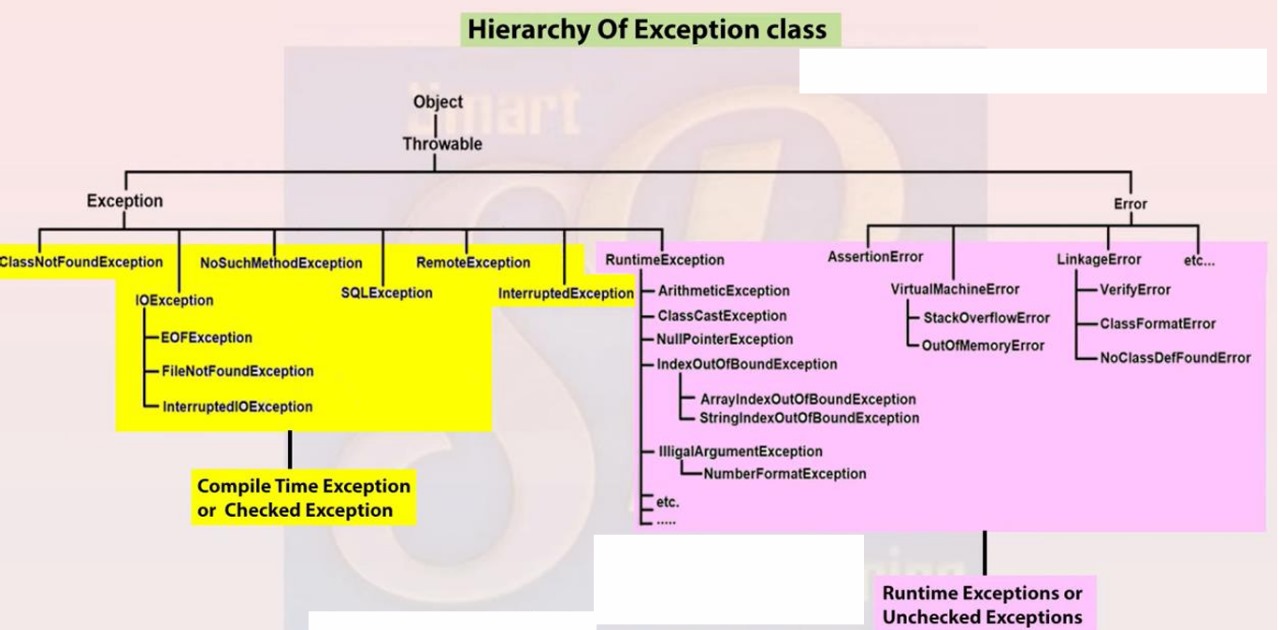 Hierarchy Of Exception class
Smart
Object
Throwable
Exception
Error
ClassNotFoundException
NoSuchMethodException
RemoteException
RuntimeException
AssertionError
LinkageError
etc...
IOException
SQLException
InterruptedException
ArithmeticException
VirtualMachineError
VerifyError
ClassCastException
StackOverflowError
ClassFormatError
EOFException
NullPointerException
OutOfMemoryError
NoClassDefFoundError
FileNotFoundException
IndexOutOfBoundException
InterruptedIOException
ArrayIndexOutOfBoundException
StringIndexOutOfBoundException
IlligalArgumentException
NumberFormatException
etc.
.....
Compile Time Exception
or Checked Exception
Runtime Exceptions or
Unchecked Exceptions